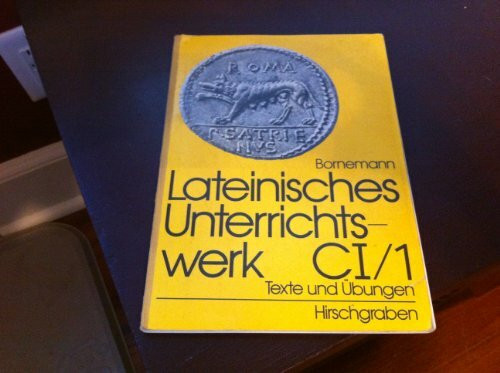 ROMA
P·SATRIE
NVS
Bornemann
Lateinisches
Unterrichts-
werk CI/1
Texte und Übungen
Hirschgraben